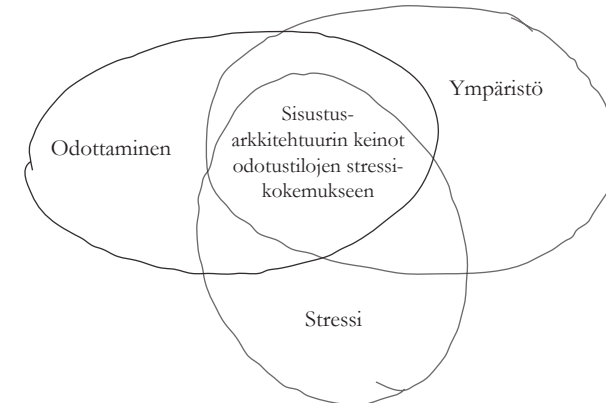 Ympäristö
Sisustus-
arkkitehtuurin keinot
odotustilojen stressi-
kokemukseen
Odottaminen
Stressi